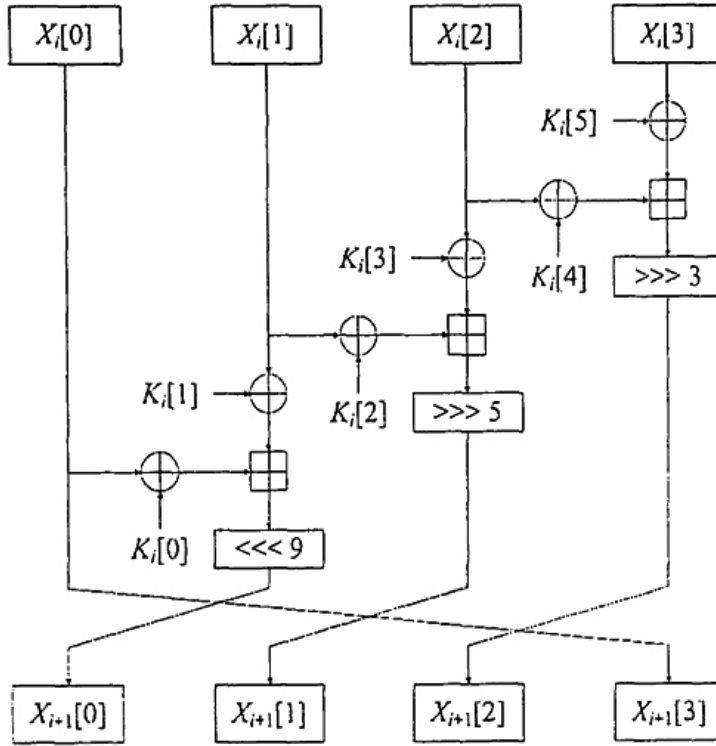 Xᵢ[0] Xᵢ[1] Xᵢ[2] Xᵢ[3]
Kᵢ[5]
Kᵢ[3] Kᵢ[4] >>> 3
Kᵢ[1] Kᵢ[2] >>> 5
Kᵢ[0] <<< 9
Xᵢ₊₁[0] Xᵢ₊₁[1] Xᵢ₊₁[2] Xᵢ₊₁[3]